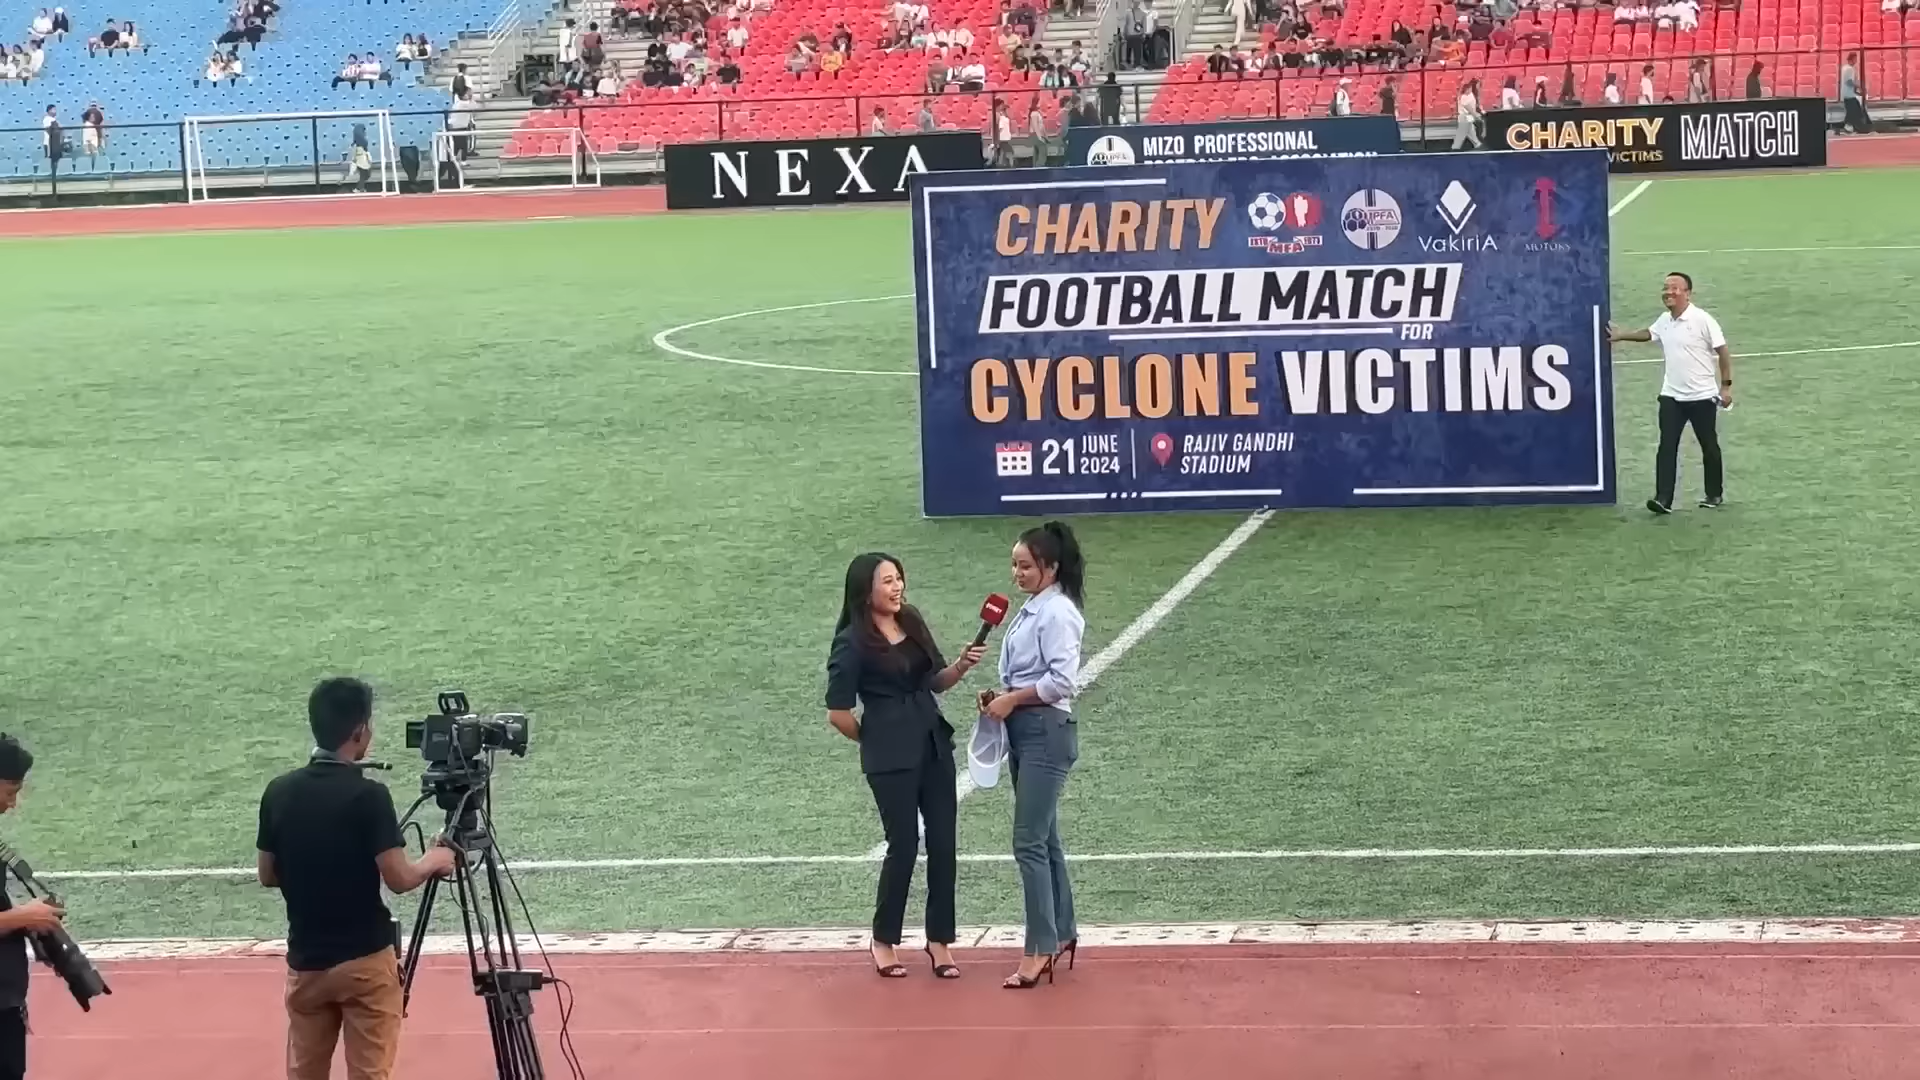 NEXA
MIZO PROFESSIONAL
CHARITY MATCH
VICTIMS
CHARITY
MFA
VakiriA
MOTORS
FOOTBALL MATCH
FOR
CYCLONE VICTIMS
21 JUNE 2024
RAJIV GANDHI
STADIUM